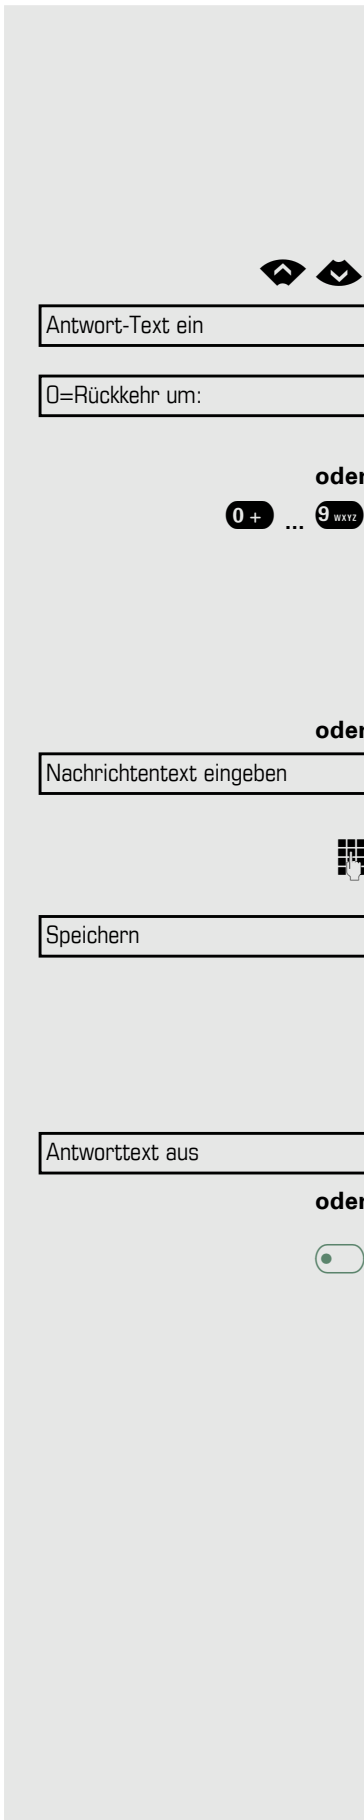 Antwort-Text ein
0=Rückkehr um:
oder
0 + ... 9 WXYZ
oder
Nachrichtentext eingeben
Speichern
Antworttext aus
oder